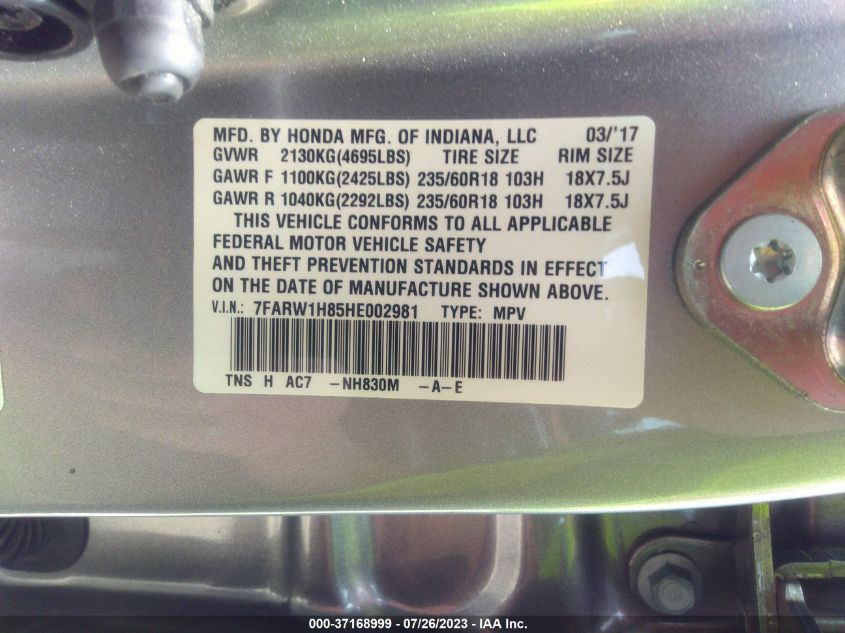 MFD. BY HONDA MFG. OF INDIANA, LLC 03/'17
GVWR 2130KG(4695LBS) TIRE SIZE RIM SIZE
GAWR F 1100KG(2425LBS) 235/60R18 103H 18X7.5J
GAWR R 1040KG(2292LBS) 235/60R18 103H 18X7.5J
THIS VEHICLE CONFORMS TO ALL APPLICABLE
FEDERAL MOTOR VEHICLE SAFETY
AND THEFT PREVENTION STANDARDS IN EFFECT
ON THE DATE OF MANUFACTURE SHOWN ABOVE.
V.I.N.: 7FARW1H85HE002981 TYPE: MPV
TNS H AC7 -NH830M -A-E
000-37168999 - 07/26/2023 - IAA Inc.